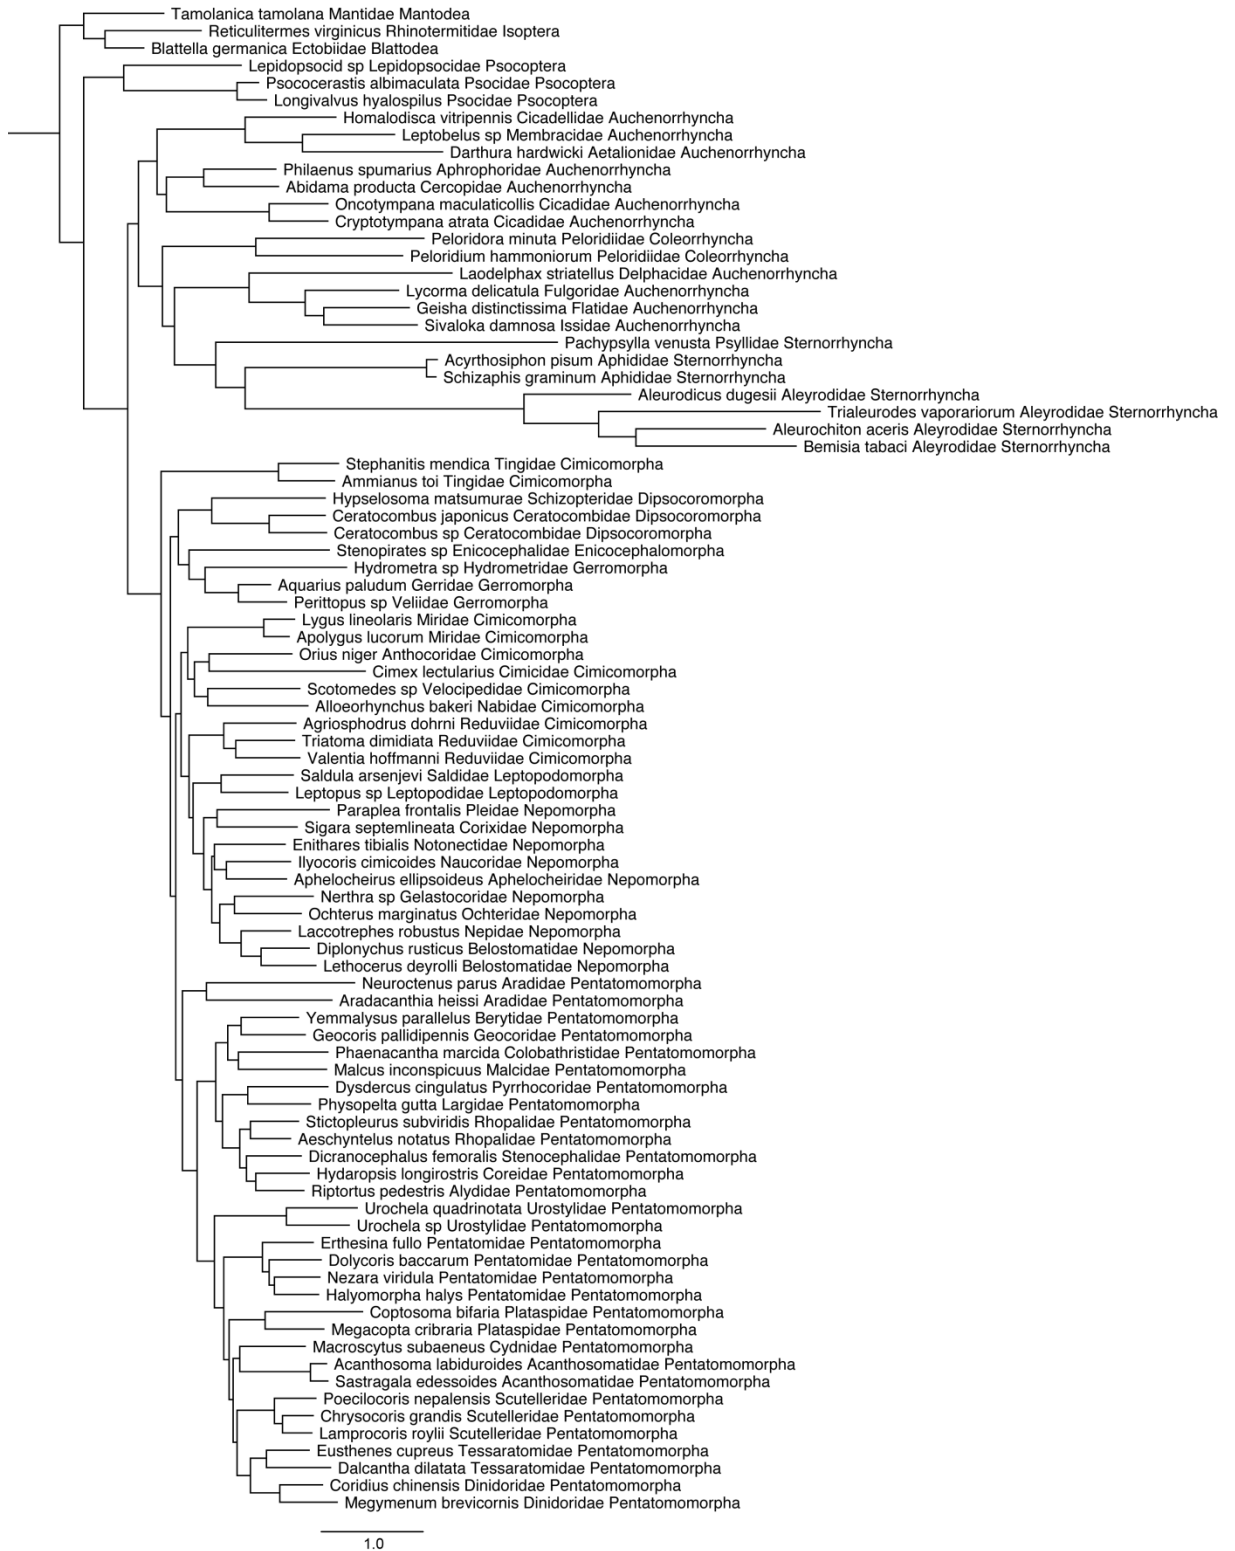 Tamolanica tamolana Mantidae Mantodea
Reticulitermes virginicus Rhinotermitidae Isoptera
Blattella germanica Ectobiidae Blattodea
Lepidopsocid sp Lepidopsocidae Psocoptera
Psococerastis albimaculata Psocidae Psocoptera
Longivalvus hyalospilus Psocidae Psocoptera
Homalodisca vitripennis Cicadellidae Auchenorrhyncha
Leptobelus sp Membracidae Auchenorrhyncha
Darthura hardwicki Aetalionidae Auchenorrhyncha
Philaenus spumarius Aphrophoridae Auchenorrhyncha
Abidama producta Cercopidae Auchenorrhyncha
Oncotympana maculaticollis Cicadidae Auchenorrhyncha
Cryptotympana atrata Cicadidae Auchenorrhyncha
Peloridora minuta Peloridiidae Coleorrhyncha
Peloridium hammoniorum Peloridiidae Coleorrhyncha
Laodelphax striatellus Delphacidae Auchenorrhyncha
Lycorma delicatula Fulgoridae Auchenorrhyncha
Geisha distinctissima Flatidae Auchenorrhyncha
Sivaloka damnosa Issidae Auchenorrhyncha
Pachypsylla venusta Psyllidae Sternorrhyncha
Acyrthosiphon pisum Aphididae Sternorrhyncha
Schizaphis graminum Aphididae Sternorrhyncha
Aleurodicus dugesii Aleyrodidae Sternorrhyncha
Trialeurodes vaporariorum Aleyrodidae Sternorrhyncha
Aleurochiton aceris Aleyrodidae Sternorrhyncha
Bemisia tabaci Aleyrodidae Sternorrhyncha
Stephanitis mendica Tingidae Cimicomorpha
Ammianus toi Tingidae Cimicomorpha
Hypselosoma matsumurae Schizopteridae Dipsocoromorpha
Ceratocombus japonicus Ceratocombidae Dipsocoromorpha
Ceratocombus sp Ceratocombidae Dipsocoromorpha
Stenopirates sp Enicocephalidae Enicocephalomorpha
Hydrometra sp Hydrometridae Gerromorpha
Aquarius paludum Gerridae Gerromorpha
Perittopus sp Veliidae Gerromorpha
Lygus lineolaris Miridae Cimicomorpha
Apolygus lucorum Miridae Cimicomorpha
Orius niger Anthocoridae Cimicomorpha
Cimex lectularius Cimicidae Cimicomorpha
Scotomedes sp Velocipedidae Cimicomorpha
Alloeorhynchus bakeri Nabidae Cimicomorpha
Agriosphodrus dohrni Reduviidae Cimicomorpha
Triatoma dimidiata Reduviidae Cimicomorpha
Valentia hoffmanni Reduviidae Cimicomorpha
Saldula arsenjevi Saldidae Leptopodomorpha
Leptopus sp Leptopodidae Leptopodomorpha
Paraplea frontalis Pleidae Nepomorpha
Sigara septemlineata Corixidae Nepomorpha
Enithares tibialis Notonectidae Nepomorpha
Ilyocoris cimicoides Naucoridae Nepomorpha
Aphelocheirus ellipsoideus Aphelocheiridae Nepomorpha
Nerthra sp Gelastocoridae Nepomorpha
Ochterus marginatus Ochteridae Nepomorpha
Laccotrephes robustus Nepidae Nepomorpha
Diplonychus rusticus Belostomatidae Nepomorpha
Lethocerus deyrolli Belostomatidae Nepomorpha
Neuroctenus parus Aradidae Pentatomomorpha
Aradacanthia heissi Aradidae Pentatomomorpha
Yemmalysus parallelus Berytidae Pentatomomorpha
Geocoris pallidipennis Geocoridae Pentatomomorpha
Phaenacantha marcida Colobathristidae Pentatomomorpha
Malcus inconspicuus Malcidae Pentatomomorpha
Dysdercus cingulatus Pyrrhocoridae Pentatomomorpha
Physopelta gutta Largidae Pentatomomorpha
Stictopleurus subviridis Rhopalidae Pentatomomorpha
Aeschyntelus notatus Rhopalidae Pentatomomorpha
Dicranocephalus femoralis Stenocephalidae Pentatomomorpha
Hydaropsis longirostris Coreidae Pentatomomorpha
Riptortus pedestris Alydidae Pentatomomorpha
Urochela quadrinotata Urostylidae Pentatomomorpha
Urochela sp Urostylidae Pentatomomorpha
Erthesina fullo Pentatomidae Pentatomomorpha
Dolycoris baccarum Pentatomidae Pentatomomorpha
Nezara viridula Pentatomidae Pentatomomorpha
Halyomorpha halys Pentatomidae Pentatomomorpha
Coptosoma bifaria Plataspidae Pentatomomorpha
Megacopta cribraria Plataspidae Pentatomomorpha
Macroscytus subaeneus Cydnidae Pentatomomorpha
Acanthosoma labiduroides Acanthosomatidae Pentatomomorpha
Sastragala edessoides Acanthosomatidae Pentatomomorpha
Poecilocoris nepalensis Scutelleridae Pentatomomorpha
Chrysocoris grandis Scutelleridae Pentatomomorpha
Lamprocoris roylii Scutelleridae Pentatomomorpha
Eusthenes cupreus Tessaratomidae Pentatomomorpha
Dalcantha dilatata Tessaratomidae Pentatomomorpha
Coridius chinensis Dinidoridae Pentatomomorpha
Megymenum brevicornis Dinidoridae Pentatomomorpha
1.0